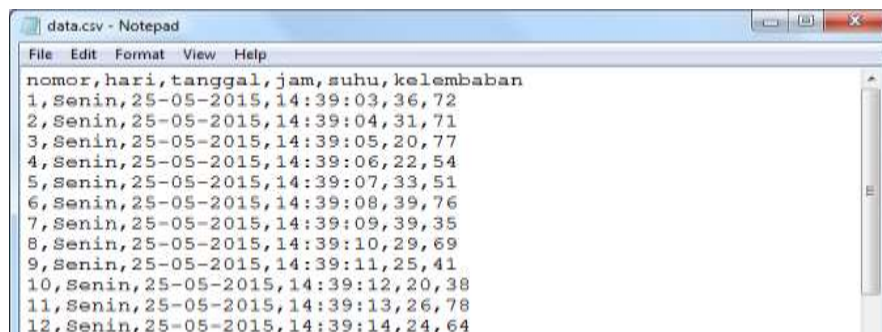 data.csv - Notepad
File Edit Format View Help
nomor,hari,tanggal,jam,suhu,kelembaban
1,Senin,25-05-2015,14:39:03,36,72
2,Senin,25-05-2015,14:39:04,31,71
3,Senin,25-05-2015,14:39:05,20,77
4,Senin,25-05-2015,14:39:06,22,54
5,Senin,25-05-2015,14:39:07,33,51
6,Senin,25-05-2015,14:39:08,39,76
7,Senin,25-05-2015,14:39:09,39,35
8,Senin,25-05-2015,14:39:10,29,69
9,Senin,25-05-2015,14:39:11,25,41
10,Senin,25-05-2015,14:39:12,20,38
11,Senin,25-05-2015,14:39:13,26,78
12,Senin,25-05-2015,14:39:14,24,64